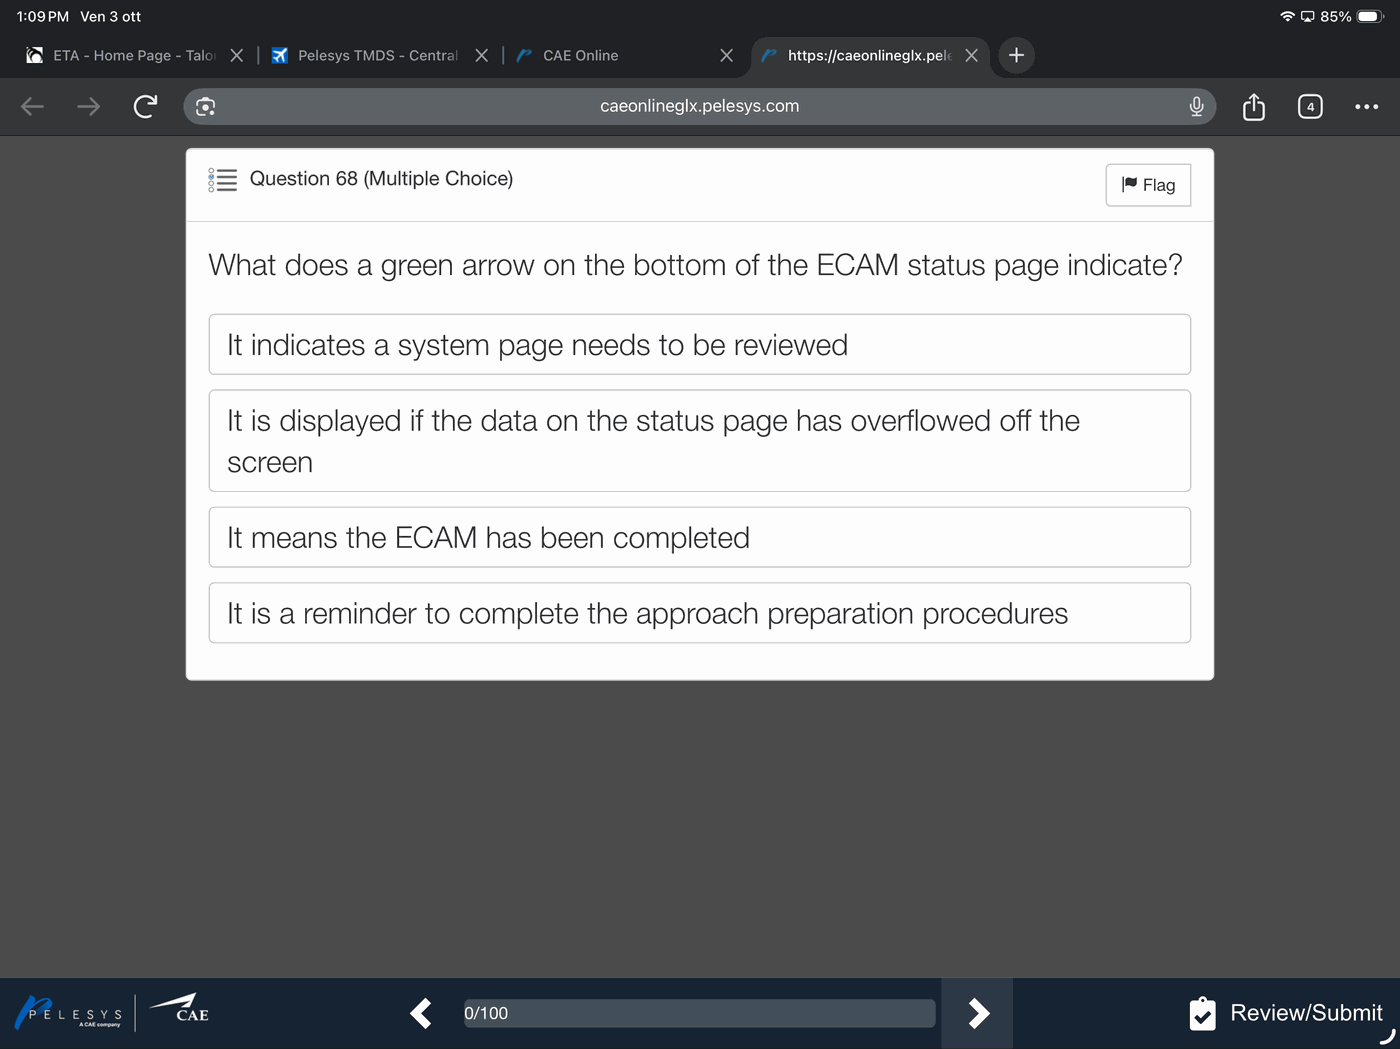 1:09 PM Ven 3 ott
85%
ETA - Home Page - Talo
Pelesys TMDS - Central
CAE Online
https://caeonlineglx.pele
caeonlineglx.pelesys.com
4
Question 68 (Multiple Choice)
Flag
What does a green arrow on the bottom of the ECAM status page indicate?
It indicates a system page needs to be reviewed
It is displayed if the data on the status page has overflowed off the
screen
It means the ECAM has been completed
It is a reminder to complete the approach preparation procedures
PELESYS
A CAE company
CAE
0/100
Review/Submit